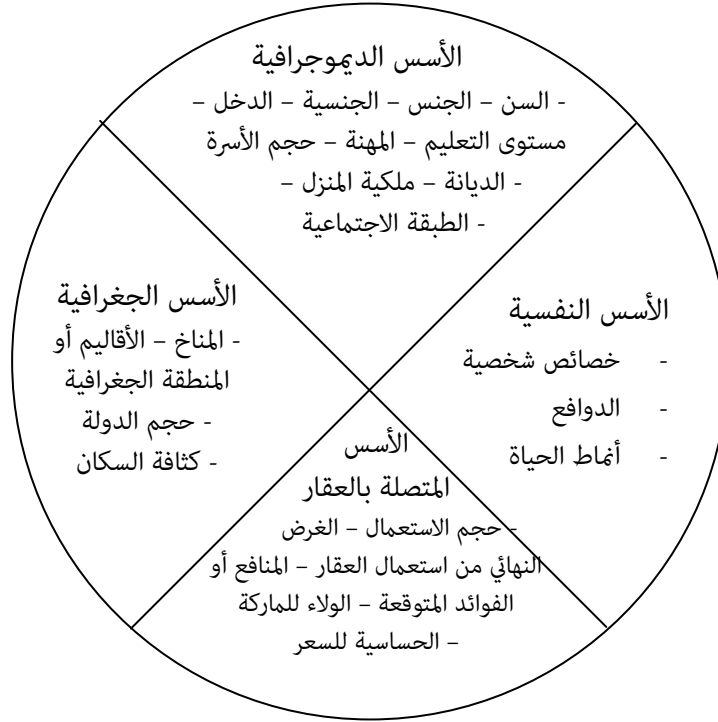 الأسس الديموجرافية
- السن – الجنس – الجنسية – الدخل –
مستوى التعليم – المهنة – حجم الأسرة
- الديانة – ملكية المنزل –
- الطبقة الاجتماعية
الأسس النفسية
- خصائص شخصية
- الدوافع
- أنماط الحياة
الأسس الجغرافية
- المناخ – الأقاليم أو
المنطقة الجغرافية
- حجم الدولة
- كثافة السكان
الأسس
المتصلة بالعقار
- حجم الاستعمال – الغرض
النهائي من استعمال العقار – المنافع أو
الفوائد المتوقعة – الولاء للماركة
– الحساسية للسعر